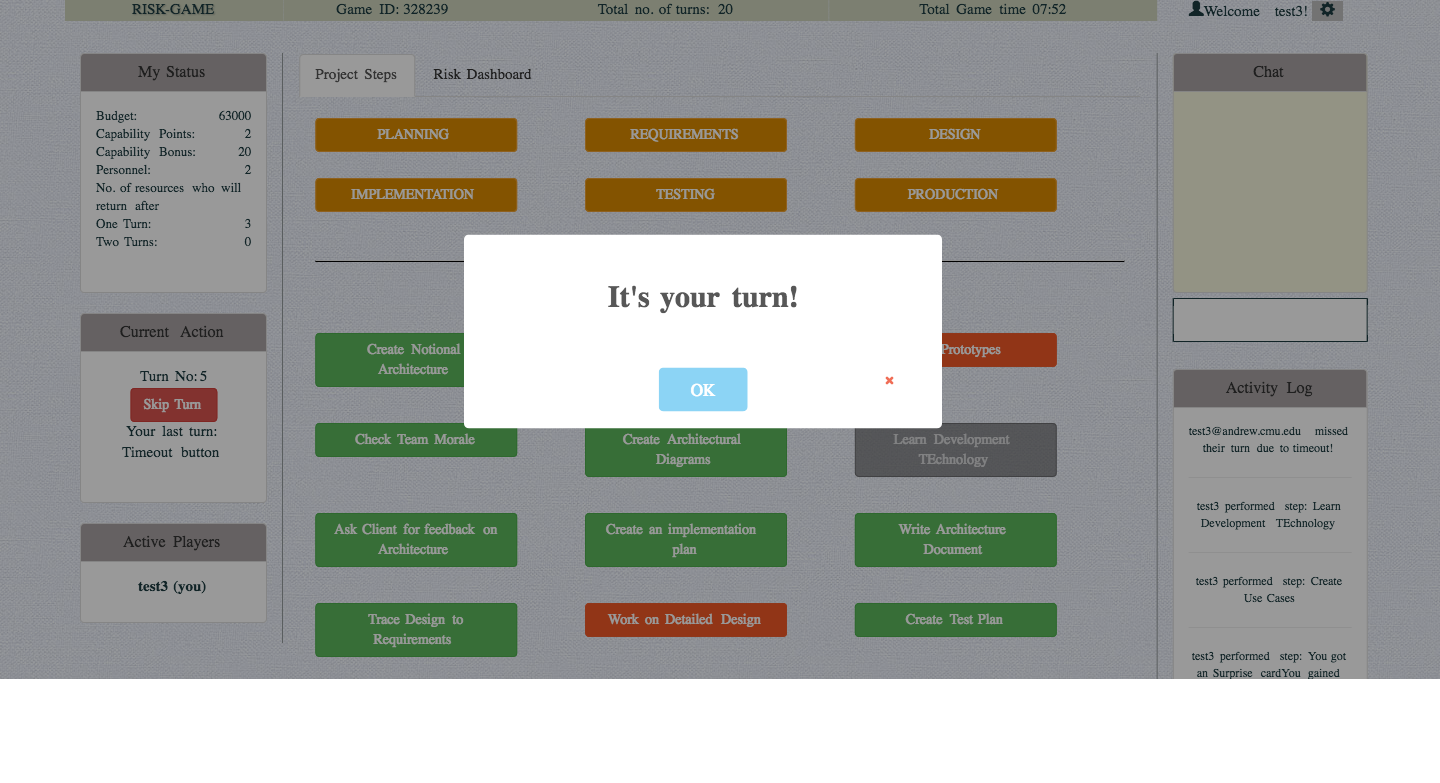 RISK-GAME
Game ID: 328239
Total no. of turns: 20
Total Game time 07:52
Welcome test3!
My Status
Budget: 63000
Capability Points: 2
Capability Bonus: 20
Personnel: 2
No. of resources who will
return after
One Turn: 3
Two Turns: 0
Current Action
Turn No: 5
Skip Turn
Your last turn:
Timeout button
Active Players
test3 (you)
Project Steps
Risk Dashboard
PLANNING
REQUIREMENTS
DESIGN
IMPLEMENTATION
TESTING
PRODUCTION
It's your turn!
OK
Create Notional
Architecture
Prototypes
Check Team Morale
Create Architectural
Diagrams
Learn Development
TEchnology
Ask Client for feedback on
Architecture
Create an implementation
plan
Write Architecture
Document
Trace Design to
Requirements
Work on Detailed Design
Create Test Plan
Chat
Activity Log
test3@andrew.cmu.edu missed
their turn due to timeout!
test3 performed step: Learn
Development TEchnology
test3 performed step: Create
Use Cases
test3 performed step: You got
an Surprise cardYou gained